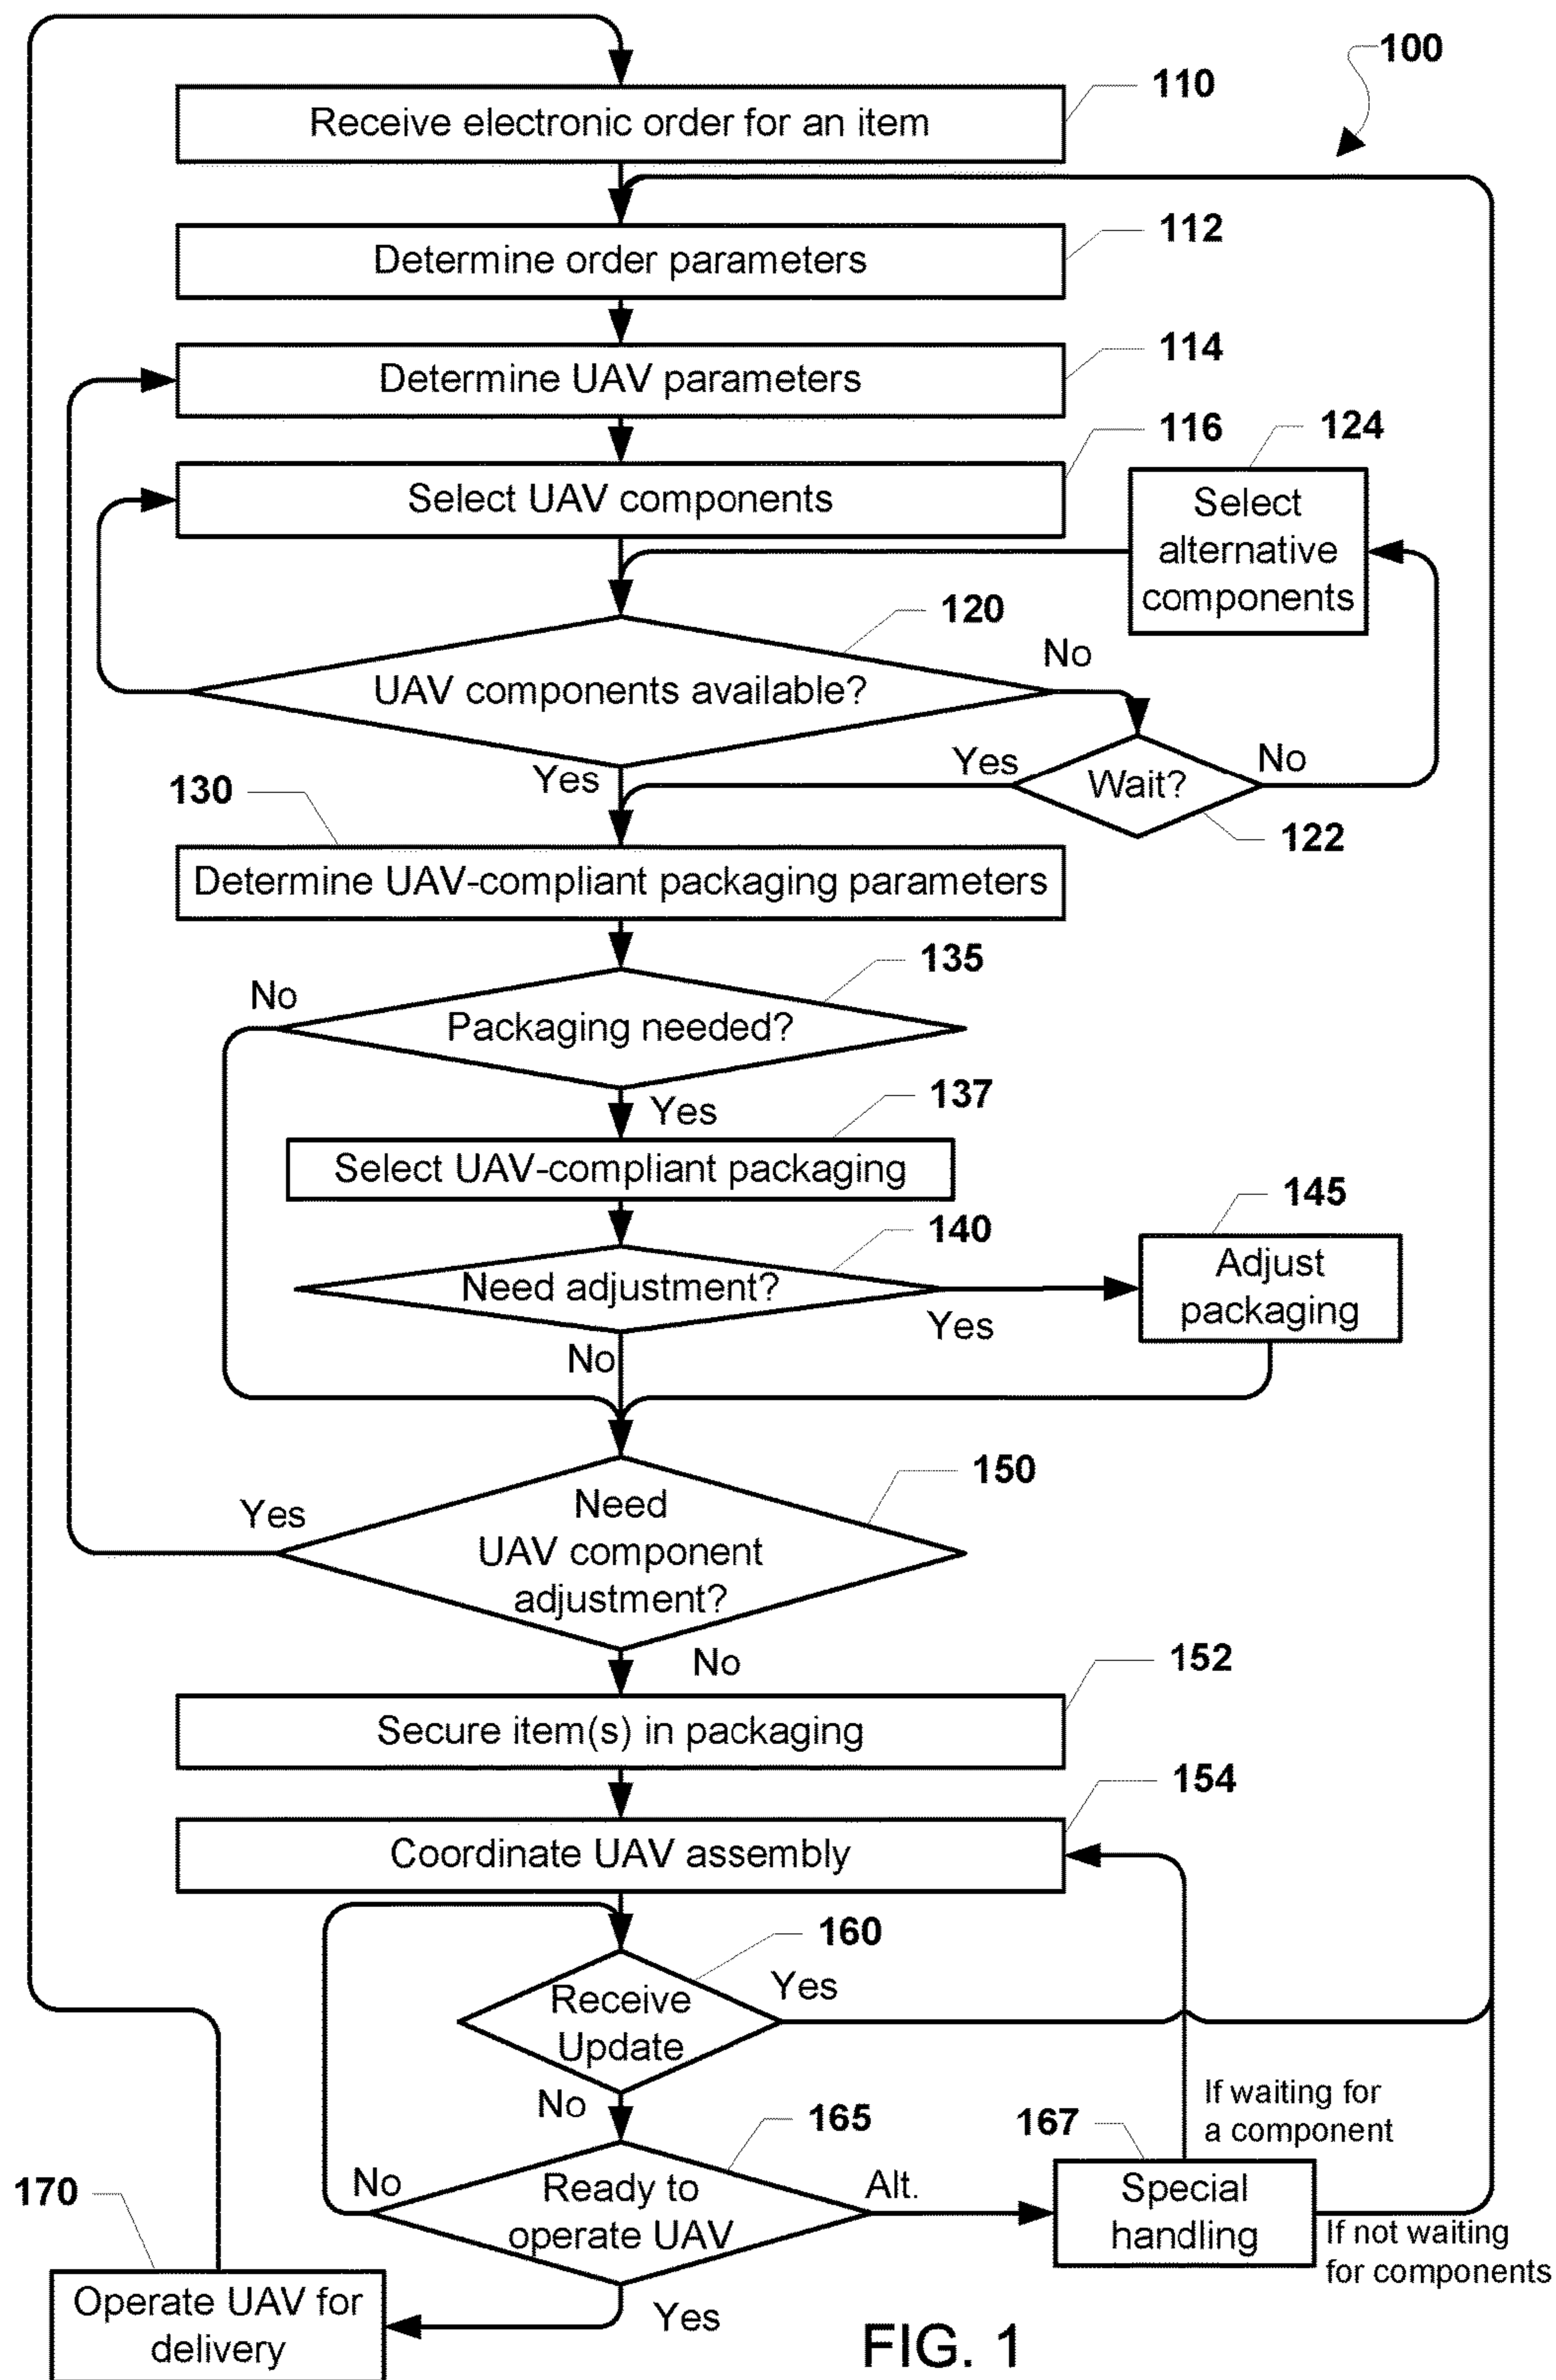 100
110
Receive electronic order for an item
112
Determine order parameters
114
Determine UAV parameters
116
Select UAV components
124
Select
alternative
components
120
No
UAV components available?
Yes
Yes
Wait?
No
122
130
Determine UAV-compliant packaging parameters
135
No
Packaging needed?
Yes
137
Select UAV-compliant packaging
140
Need adjustment?
Yes
No
145
Adjust
packaging
150
Yes
Need
UAV component
adjustment?
No
152
Secure item(s) in packaging
154
Coordinate UAV assembly
160
Receive
Update
Yes
No
If waiting for
a component
165
No
Ready to
operate UAV
Alt.
167
Special
handling
If not waiting
for components
Yes
170
Operate UAV for
delivery
FIG. 1